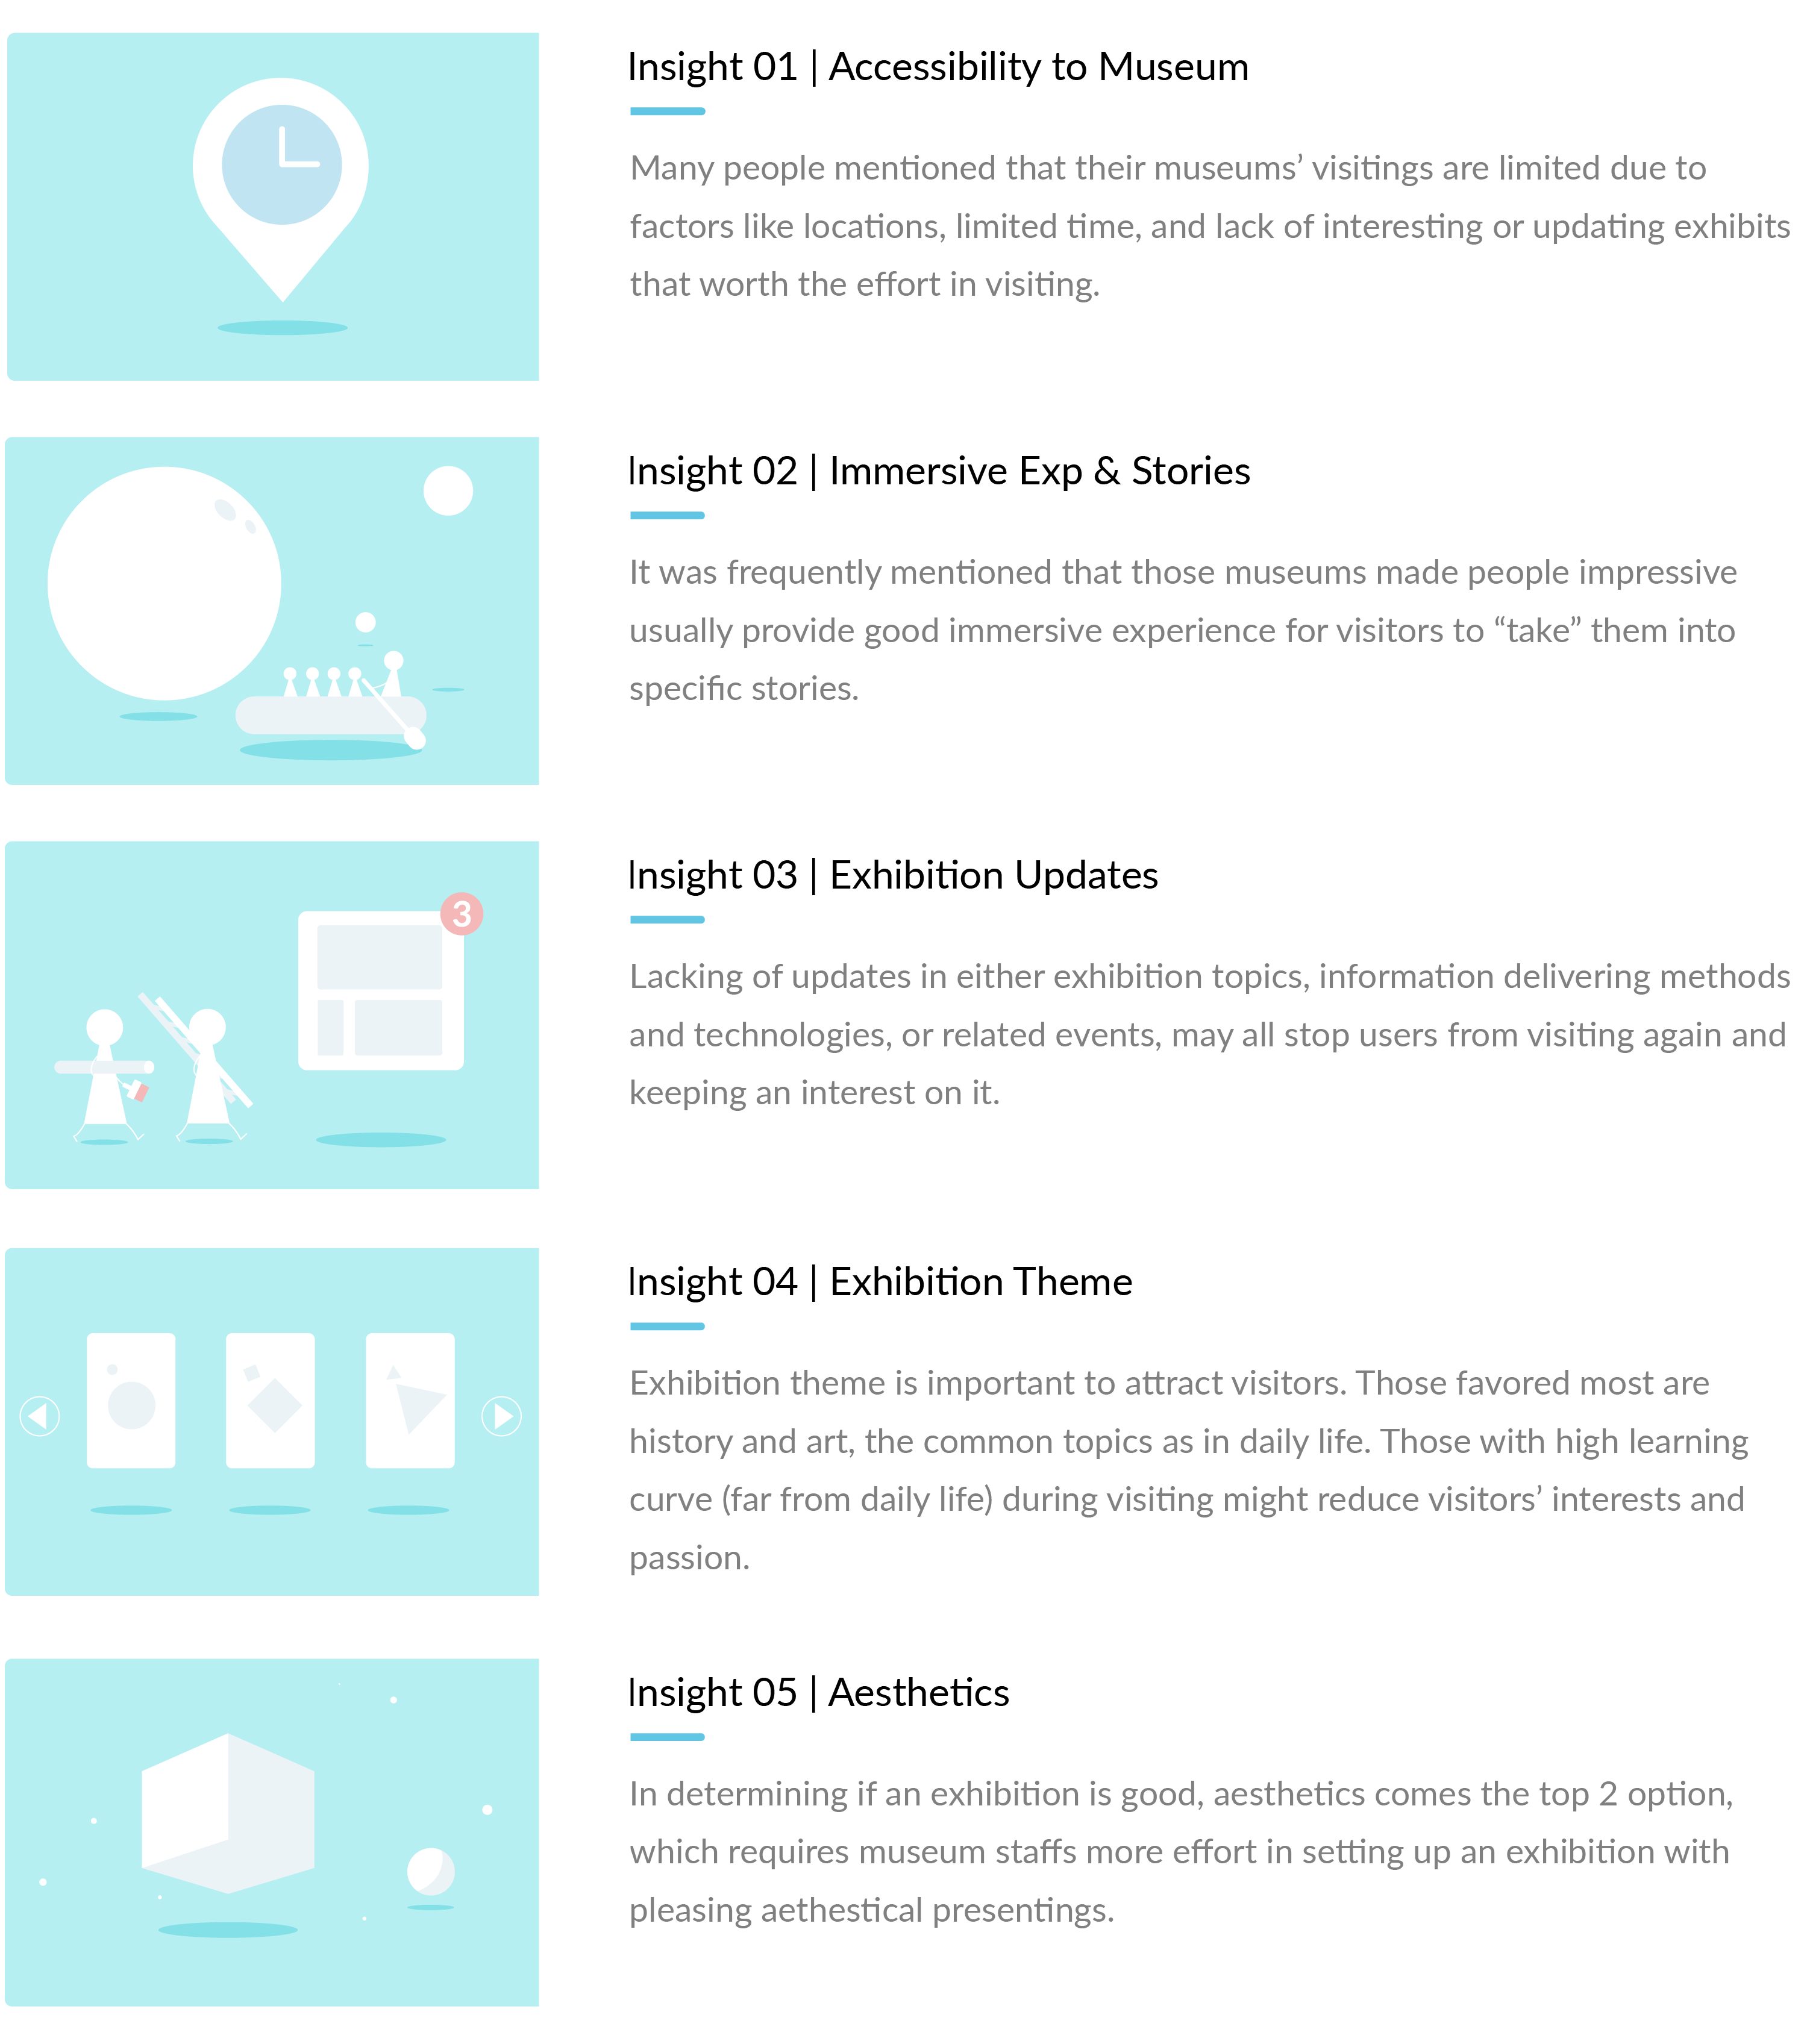 Insight 01 | Accessibility to Museum
Many people mentioned that their museums’ visitings are limited due to
factors like locations, limited time, and lack of interesting or updating exhibits
that worth the effort in visiting.
Insight 02 | Immersive Exp & Stories
It was frequently mentioned that those museums made people impressive
usually provide good immersive experience for visitors to “take” them into
specific stories.
3
Insight 03 | Exhibition Updates
Lacking of updates in either exhibition topics, information delivering methods
and technologies, or related events, may all stop users from visiting again and
keeping an interest on it.
Insight 04 | Exhibition Theme
Exhibition theme is important to attract visitors. Those favored most are
history and art, the common topics as in daily life. Those with high learning
curve (far from daily life) during visiting might reduce visitors’ interests and
passion.
Insight 05 | Aesthetics
In determining if an exhibition is good, aesthetics comes the top 2 option,
which requires museum staffs more effort in setting up an exhibition with
pleasing aethestical presentings.